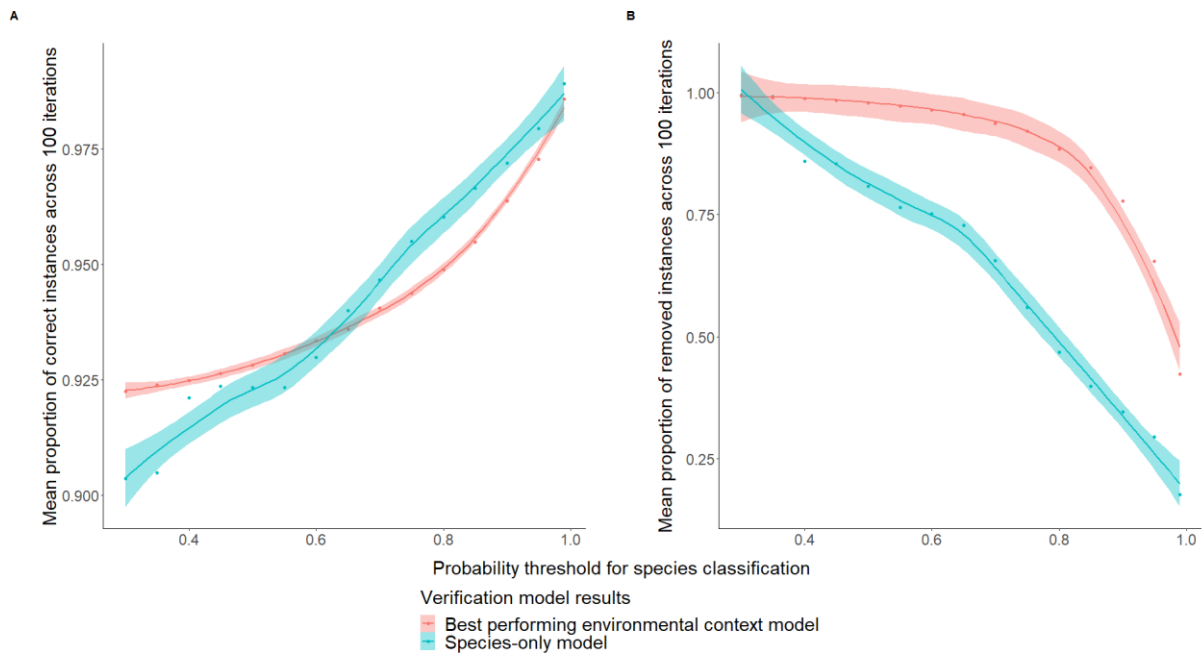 A
B
Mean proportion of correct instances across 100 iterations
0.975
0.950
0.925
0.900
0.4
0.6
0.8
1.0
Mean proportion of removed instances across 100 iterations
1.00
0.75
0.50
0.25
0.4
0.6
0.8
1.0
Probability threshold for species classification
Verification model results
Best performing environmental context model
Species-only model